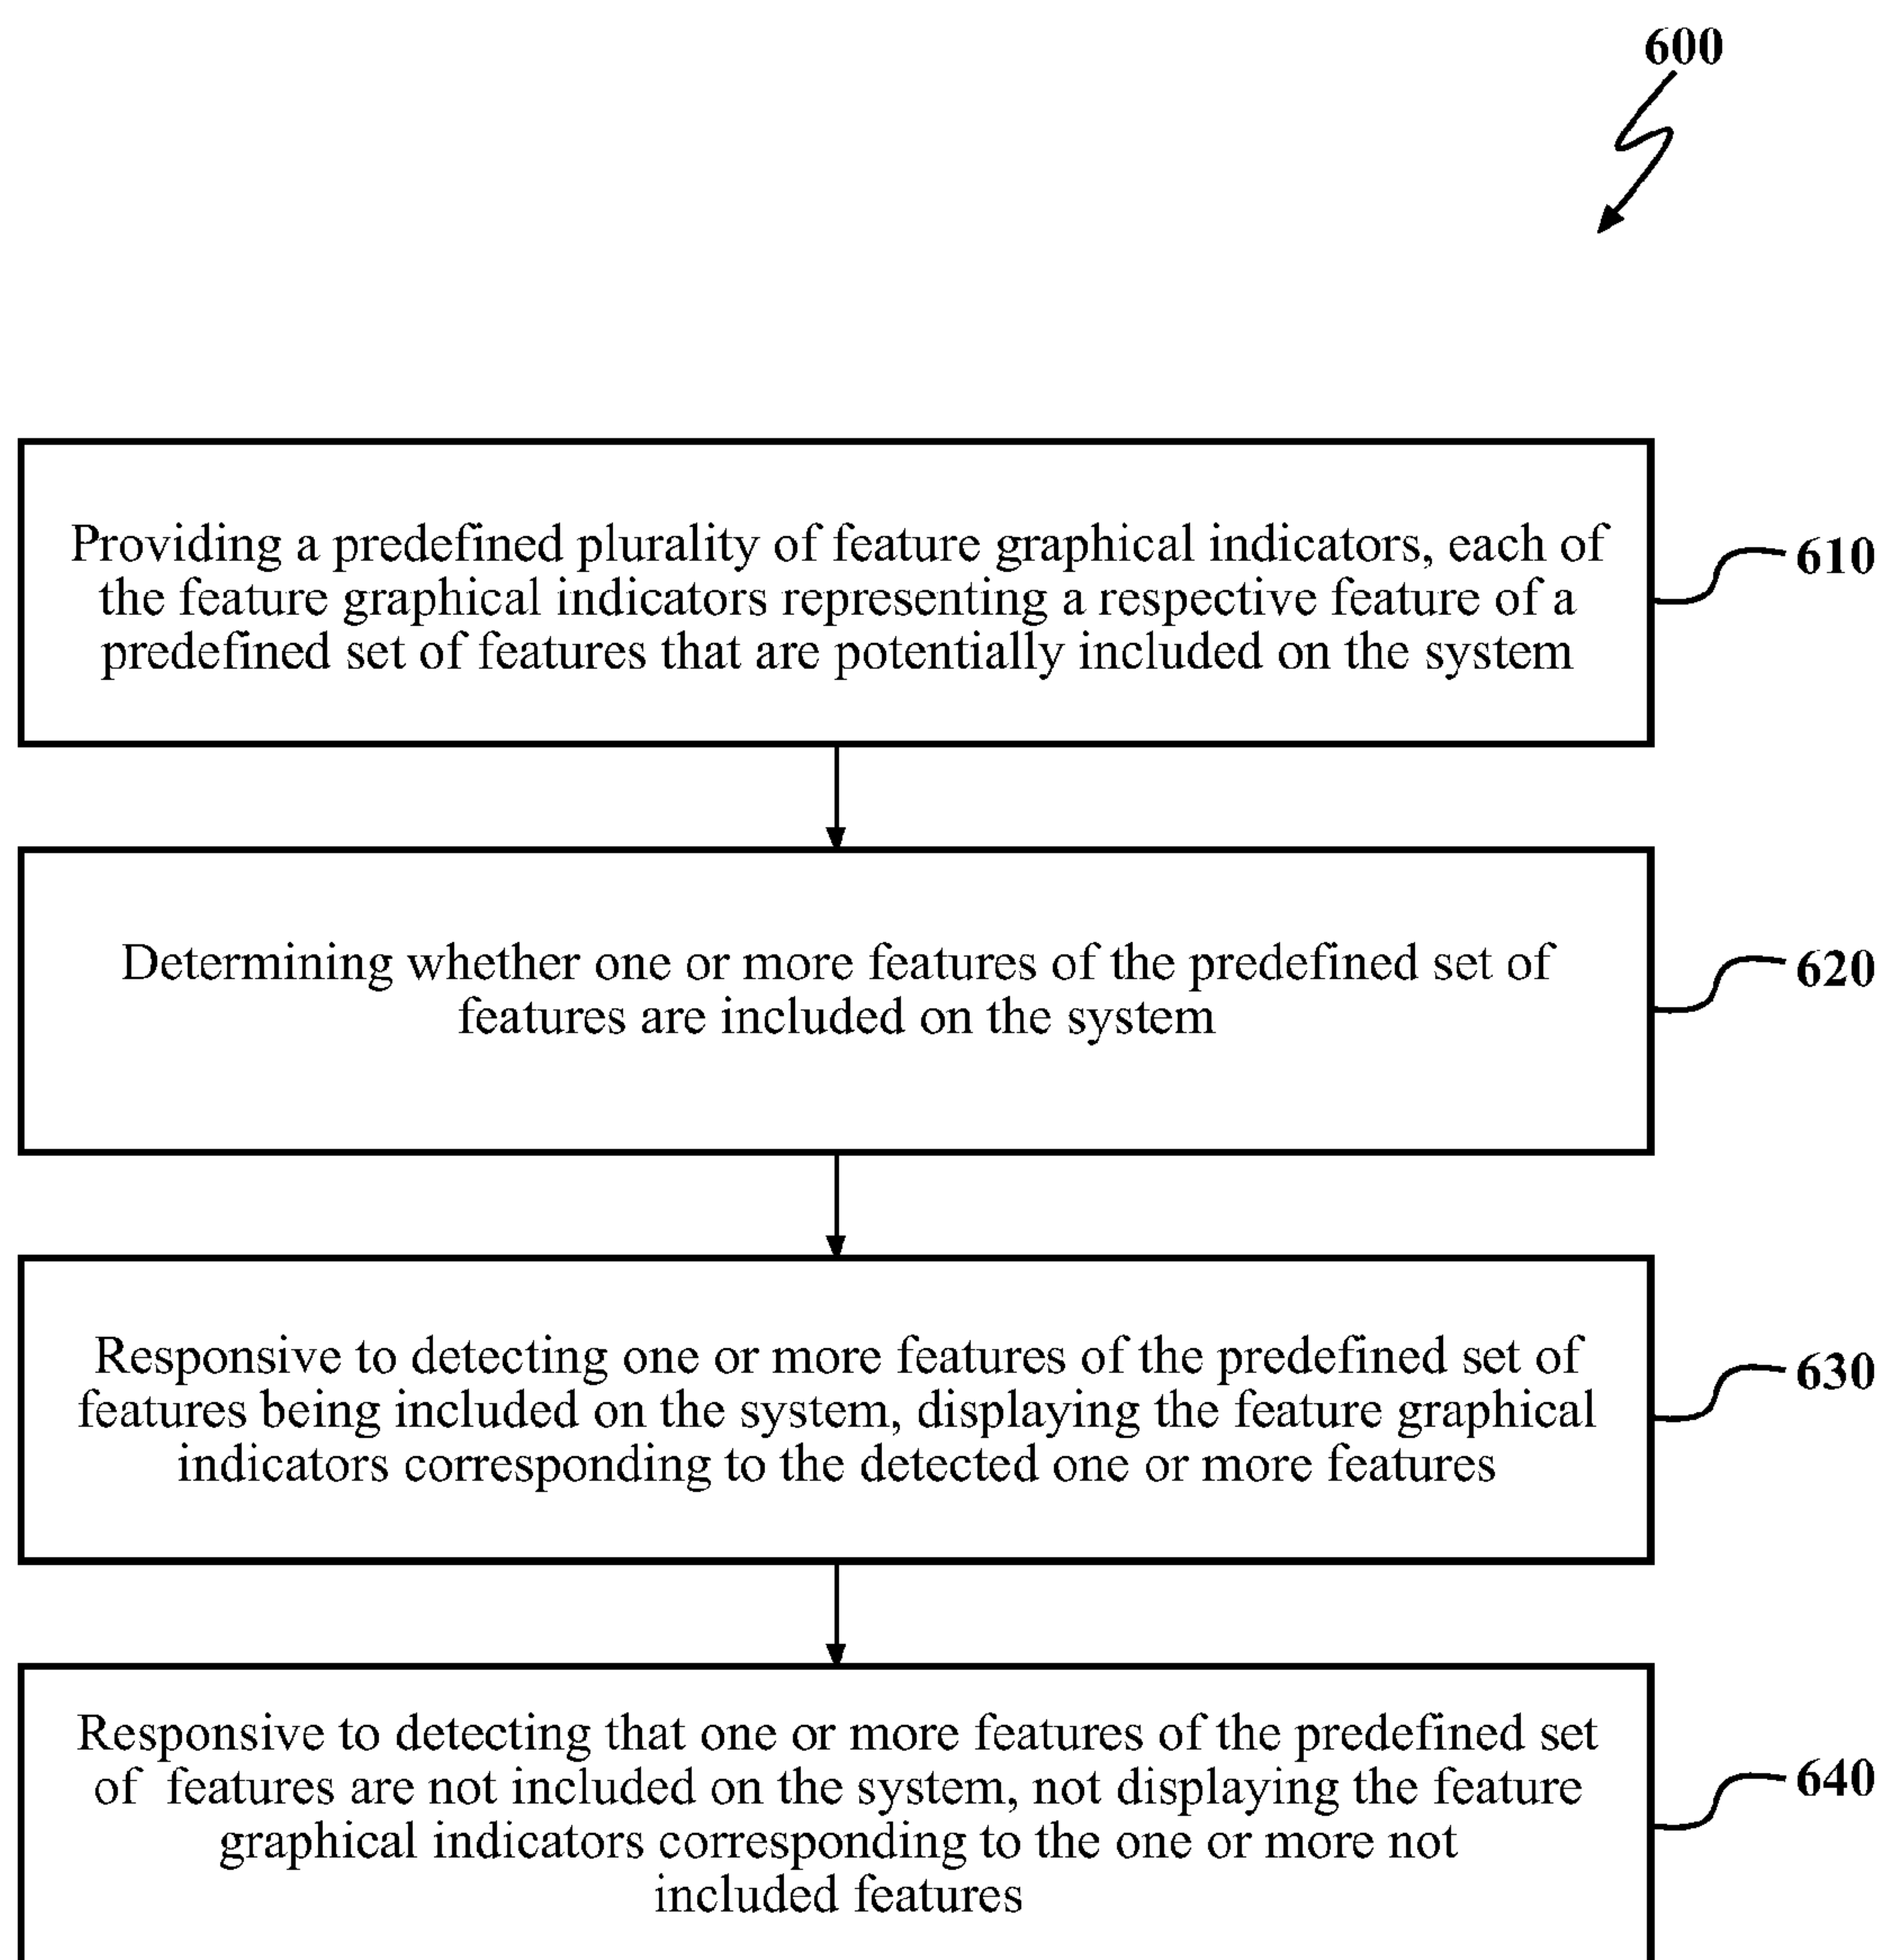 600
Providing a predefined plurality of feature graphical indicators, each of
the feature graphical indicators representing a respective feature of a
predefined set of features that are potentially included on the system
610
Determining whether one or more features of the predefined set of
features are included on the system
620
Responsive to detecting one or more features of the predefined set of
features being included on the system, displaying the feature graphical
indicators corresponding to the detected one or more features
630
Responsive to detecting that one or more features of the predefined set
of features are not included on the system, not displaying the feature
graphical indicators corresponding to the one or more not
included features
640